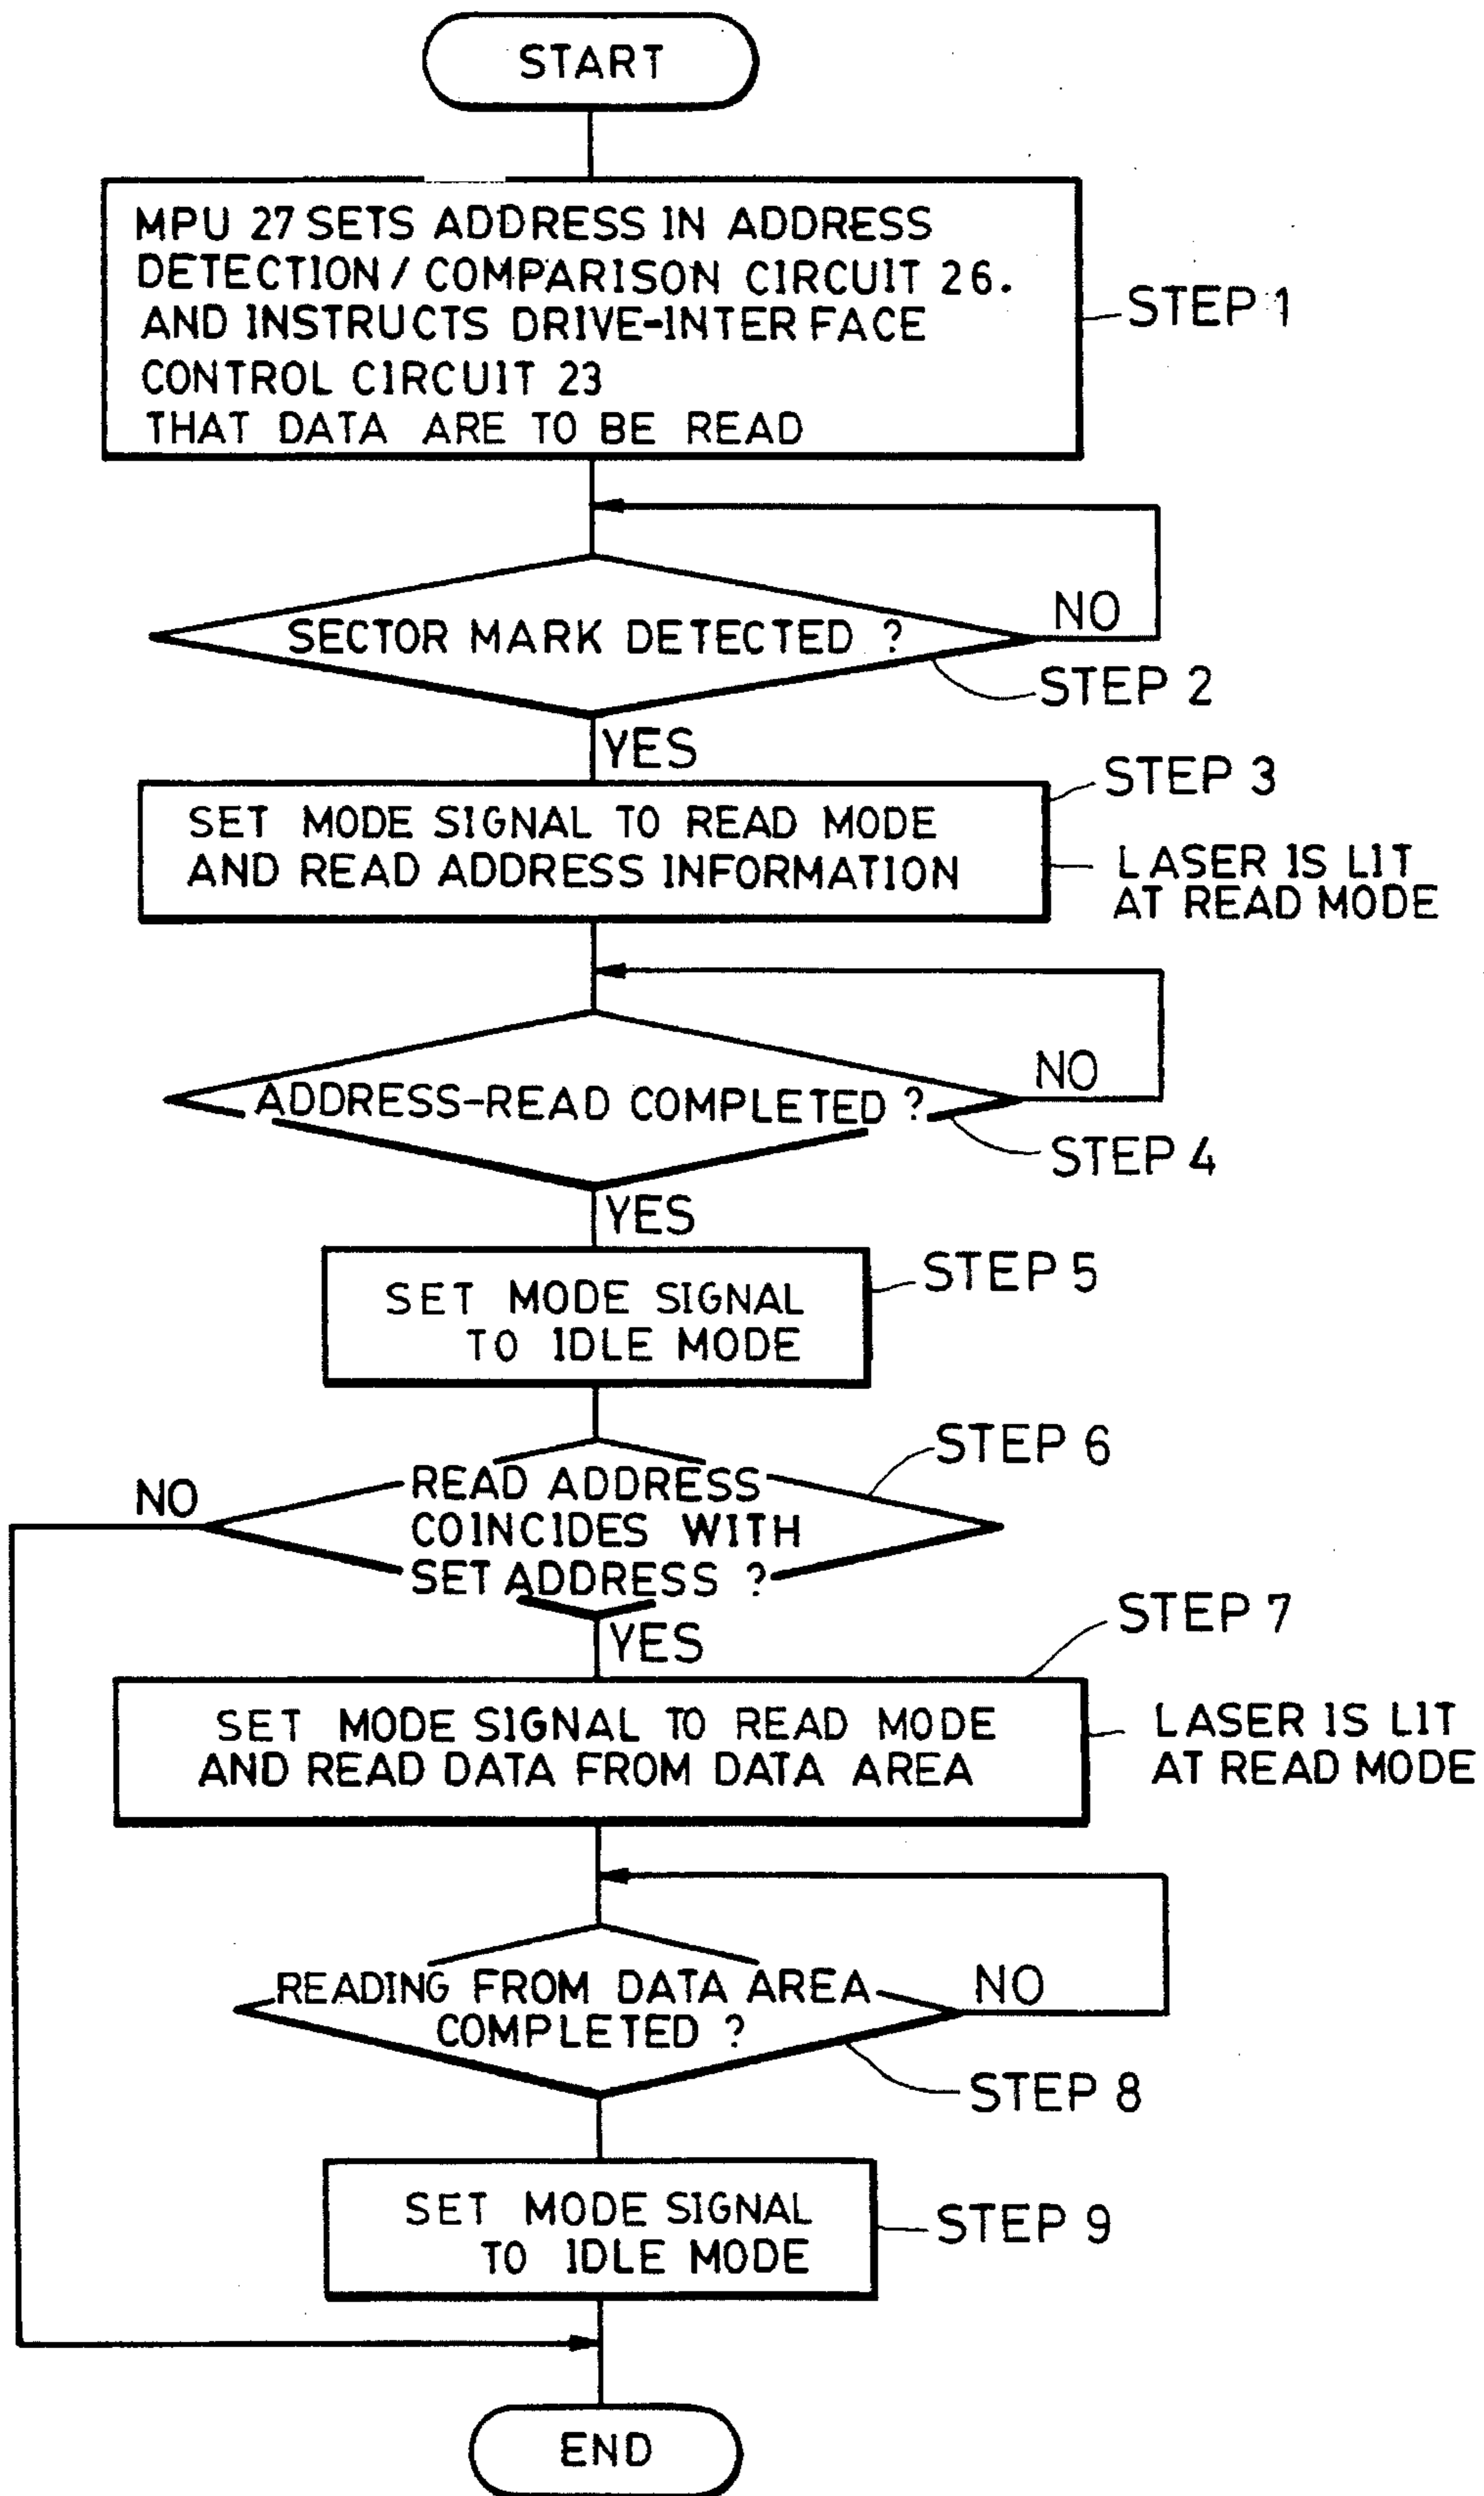 START
MPU 27 SETS ADDRESS IN ADDRESS
DETECTION / COMPARISON CIRCUIT 26.
AND INSTRUCTS DRIVE-INTERFACE
CONTROL CIRCUIT 23
THAT DATA ARE TO BE READ
STEP 1
SECTOR MARK DETECTED ?
NO
STEP 2
YES
STEP 3
SET MODE SIGNAL TO READ MODE
AND READ ADDRESS INFORMATION
LASER IS LIT
AT READ MODE
ADDRESS-READ COMPLETED ?
NO
STEP 4
YES
STEP 5
SET MODE SIGNAL
TO IDLE MODE
STEP 6
NO
READ ADDRESS
COINCIDES WITH
SET ADDRESS ?
YES
STEP 7
SET MODE SIGNAL TO READ MODE
AND READ DATA FROM DATA AREA
LASER IS LIT
AT READ MODE
READING FROM DATA AREA
COMPLETED ?
NO
STEP 8
SET MODE SIGNAL
TO IDLE MODE
STEP 9
END